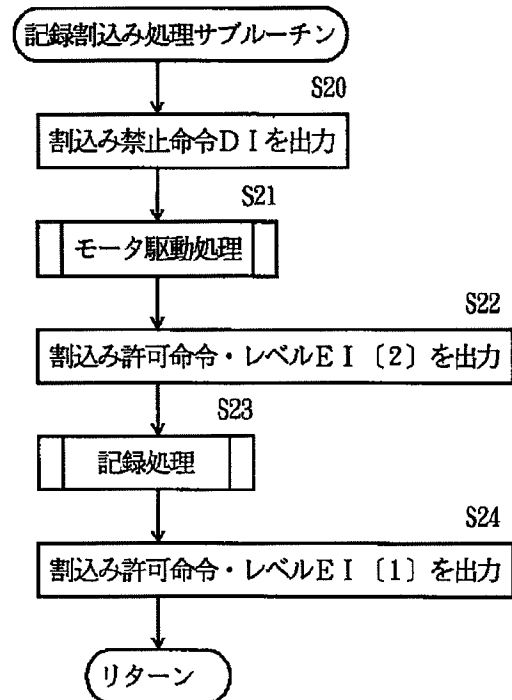 記録割込み処理サブルーチン
S20
割込み禁止命令DIを出力
S21
モータ駆動処理
S22
割込み許可命令・レベルEI〔2〕を出力
S23
記録処理
S24
割込み許可命令・レベルEI〔1〕を出力
リターン